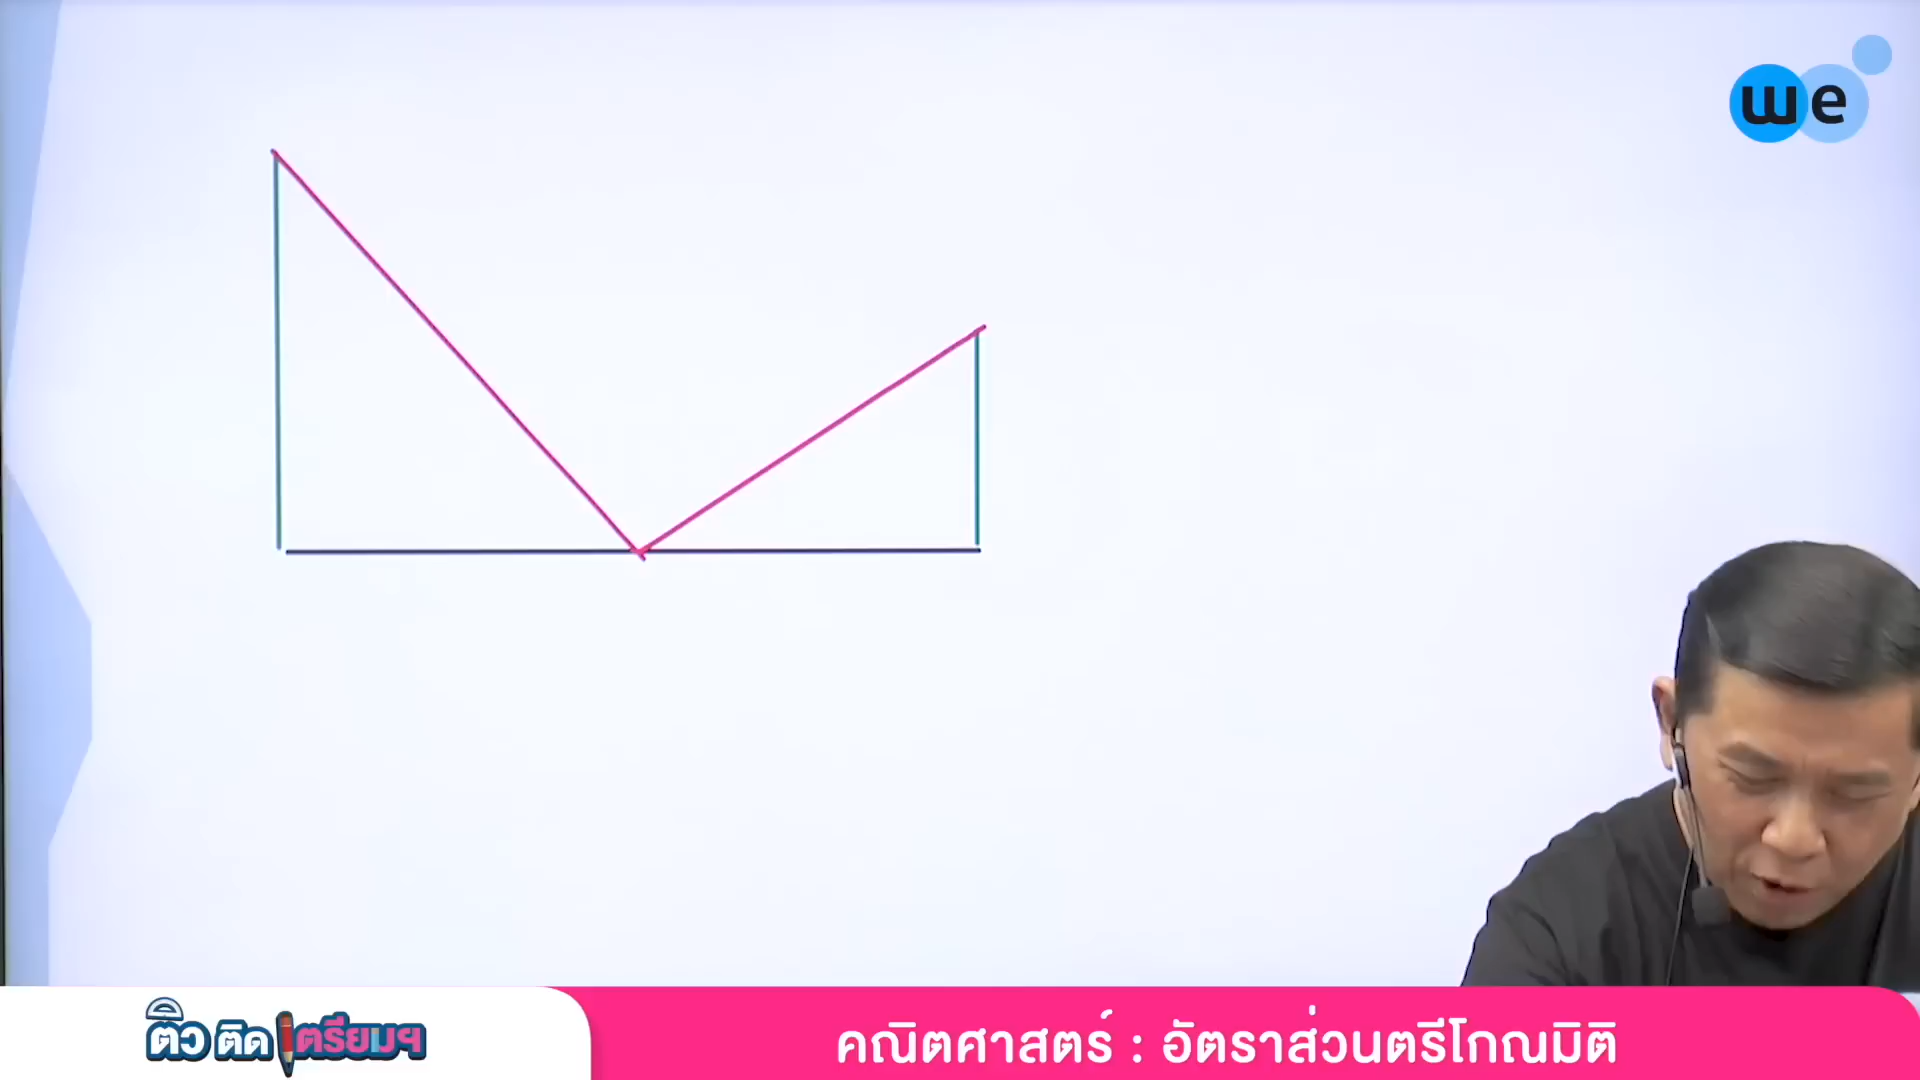 we
ติว ติด เตรียมฯ
คณิตศาสตร์ : อัตราส่วนตรีโกณมิติ